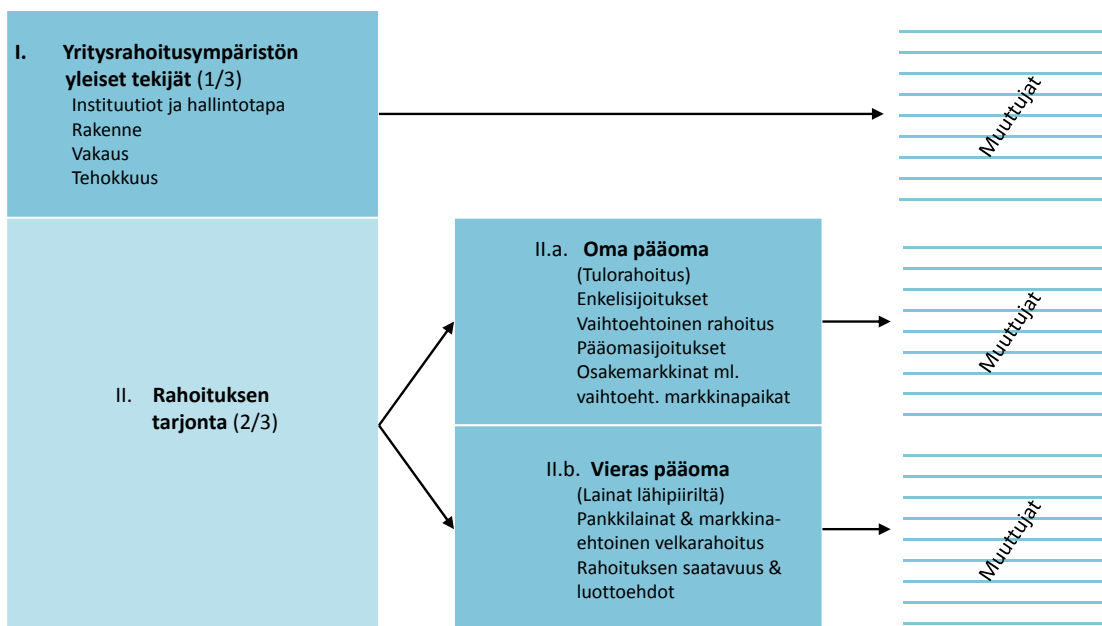 I. Yritysrahoitusympäristön
yleiset tekijät (1/3)
Instituutiot ja hallintotapa
Rakenne
Vakaus
Tehokkuus
Muuttujat
II. Rahoituksen
tarjonta (2/3)
II.a. Oma pääoma
(Tulorahoitus)
Enkelisijoitukset
Vaihtoehtoinen rahoitus
Pääomasijoitukset
Osakemarkkinat ml.
vaihtoeht. markkinapaikat
Muuttujat
II.b. Vieras pääoma
(Lainat lähipiiriltä)
Pankkilainat & markkina-
ehtoinen velkarahoitus
Rahoituksen saatavuus &
luottoehdot
Muuttujat